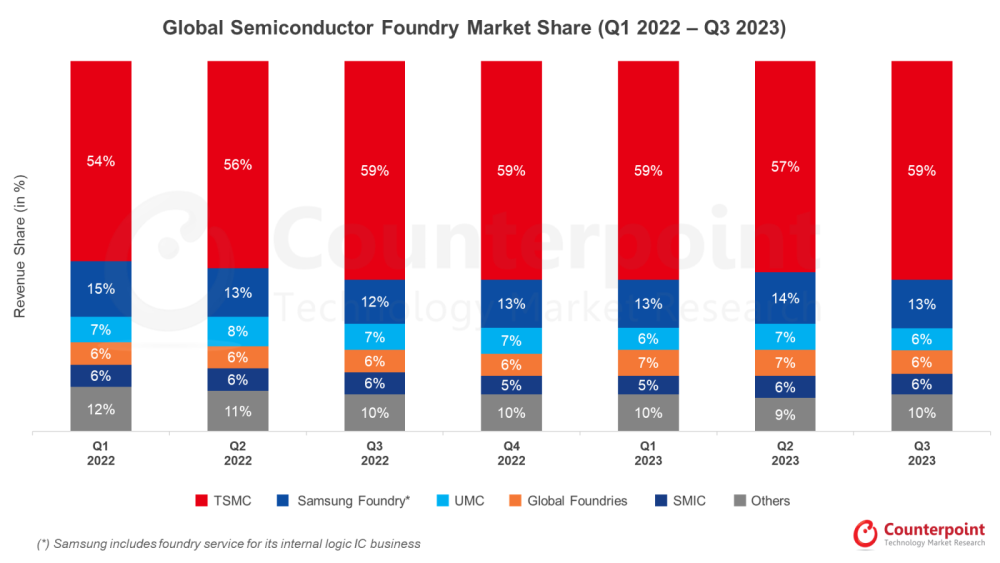 Global Semiconductor Foundry Market Share (Q1 2022 – Q3 2023)
Revenue Share (in %)
54% 56% 59% 59% 59% 57% 59%
15% 13% 12% 13% 13% 14% 13%
7% 8% 7% 7% 6% 7% 6%
6% 6% 6% 6% 7% 7% 6%
6% 6% 6% 5% 5% 6% 6%
12% 11% 10% 10% 10% 9% 10%
Q1 Q2 Q3 Q4 Q1 Q2 Q3
2022 2022 2022 2022 2023 2023 2023
TSMC Samsung Foundry* UMC Global Foundries SMIC Others
(*) Samsung includes foundry service for its internal logic IC business
Counterpoint
Technology Market Research
Counterpoint
Technology Market Research